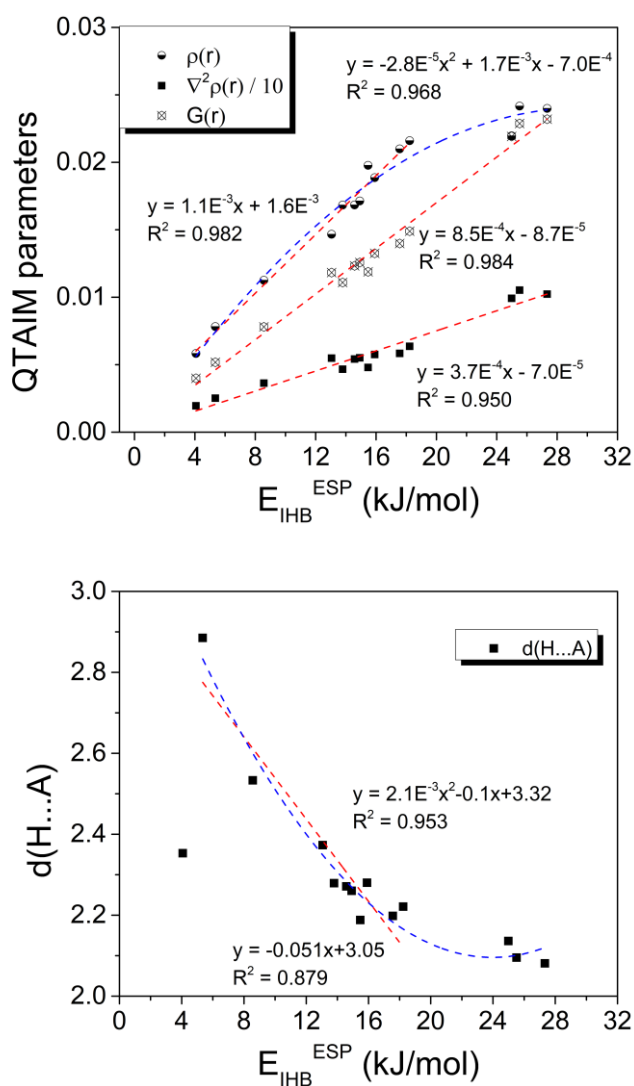 0.03
ρ(r)
∇²ρ(r) / 10
G(r)
y = -2.8E⁻⁵x² + 1.7E⁻³x - 7.0E⁻⁴
R² = 0.968
0.02
y = 1.1E⁻³x + 1.6E⁻³
R² = 0.982
y = 8.5E⁻⁴x - 8.7E⁻⁵
R² = 0.984
0.01
y = 3.7E⁻⁴x - 7.0E⁻⁵
R² = 0.950
0.00
QTAIM parameters
0 4 8 12 16 20 24 28 32
E_IHB^ESP (kJ/mol)
3.0
d(H...A)
2.8
2.6
y = 2.1E⁻³x²-0.1x+3.32
R² = 0.953
2.4
2.2
y = -0.051x+3.05
R² = 0.879
2.0
d(H...A)
0 4 8 12 16 20 24 28 32
E_IHB^ESP (kJ/mol)